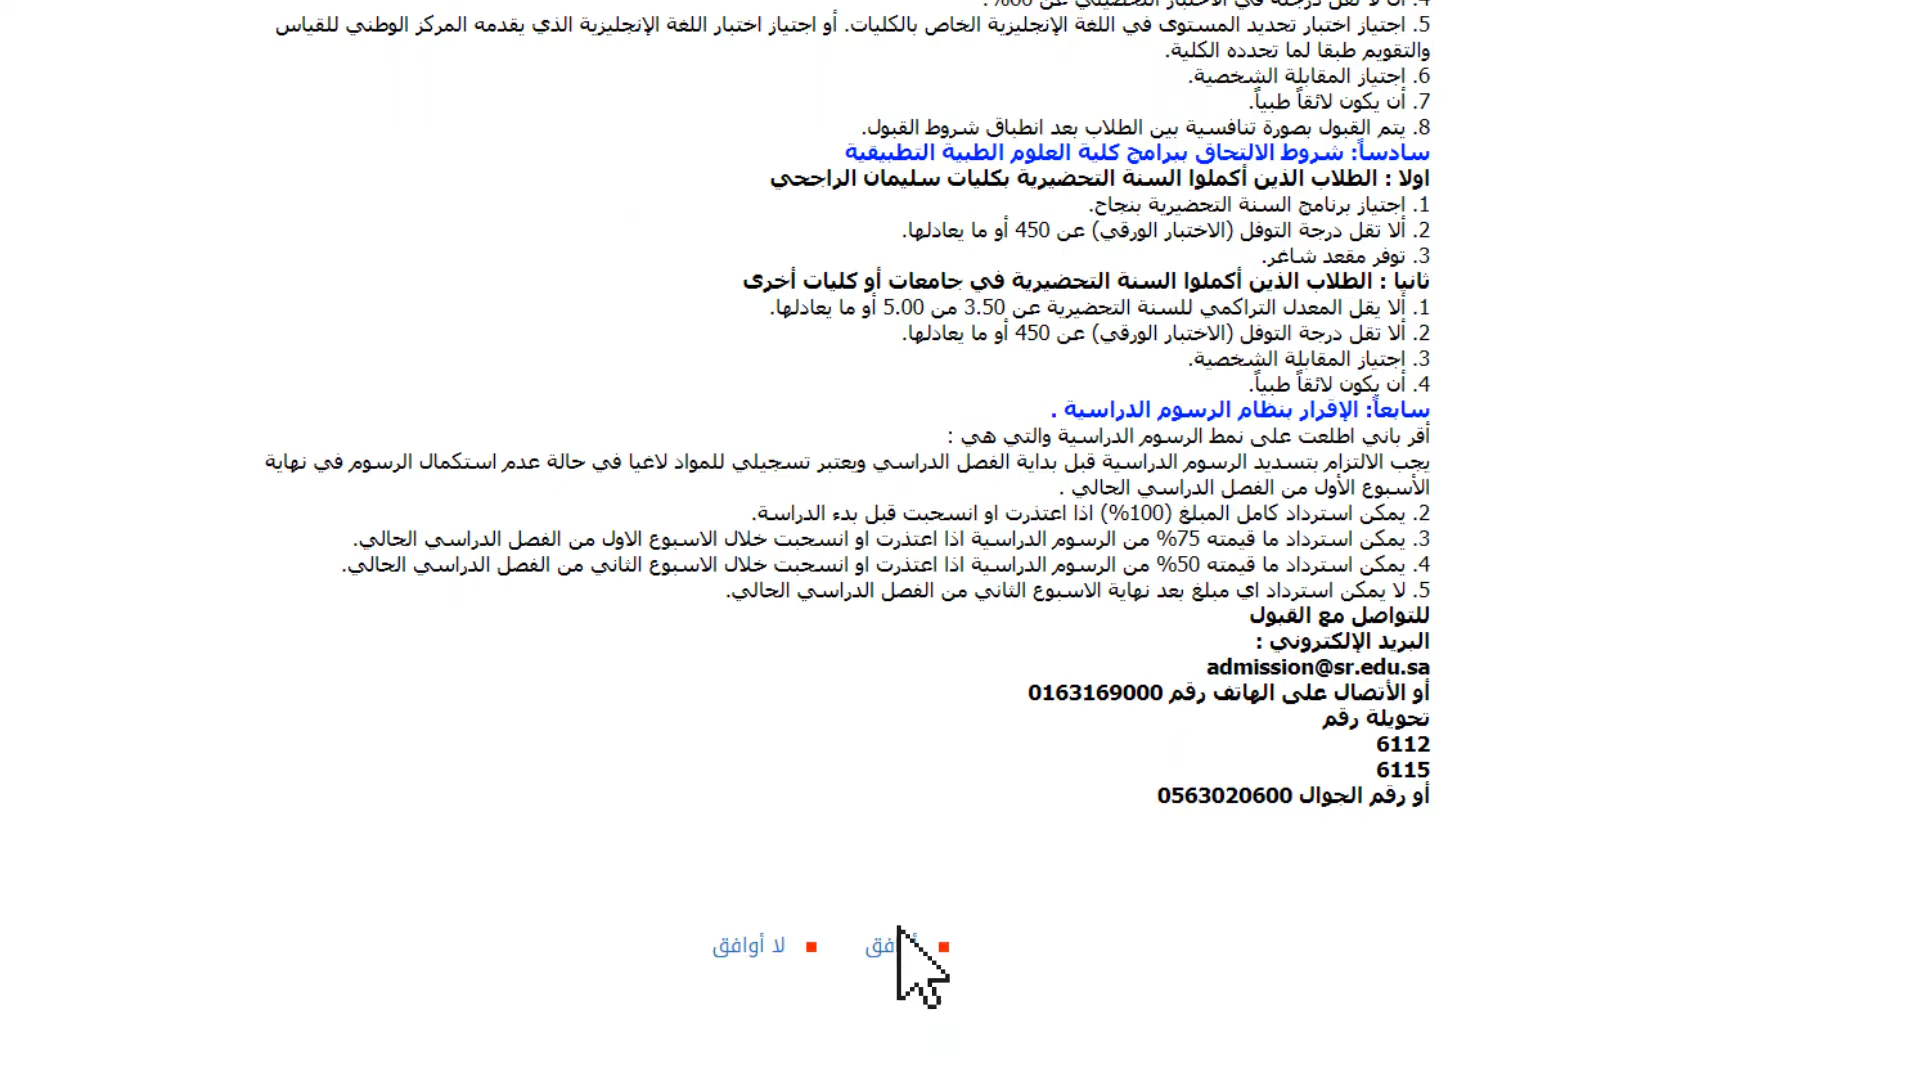 4. أن لا تقل درجته في الاختبار التحصيلي عن 60%.
5. اجتياز اختبار تحديد المستوى في اللغة الإنجليزية الخاص بالكليات. أو اجتياز اختبار اللغة الإنجليزية الذي يقدمه المركز الوطني للقياس
والتقويم طبقا لما تحدده الكلية.
6. اجتياز المقابلة الشخصية.
7. أن يكون لائقاً طبياً.
8. يتم القبول بصورة تنافسية بين الطلاب بعد انطباق شروط القبول.
سادساً: شروط الالتحاق ببرامج كلية العلوم الطبية التطبيقية
اولا : الطلاب الذين أكملوا السنة التحضيرية بكليات سليمان الراجحي
1. اجتياز برنامج السنة التحضيرية بنجاح.
2. ألا تقل درجة التوفل (الاختبار الورقي) عن 450 أو ما يعادلها.
3. توفر مقعد شاغر.
ثانيا : الطلاب الذين أكملوا السنة التحضيرية في جامعات أو كليات أخرى
1. ألا يقل المعدل التراكمي للسنة التحضيرية عن 3.50 من 5.00 أو ما يعادلها.
2. ألا تقل درجة التوفل (الاختبار الورقي) عن 450 أو ما يعادلها.
3. اجتياز المقابلة الشخصية.
4. أن يكون لائقاً طبياً.
سابعاً: الإقرار بنظام الرسوم الدراسية .
أقر باني اطلعت على نمط الرسوم الدراسية والتي هي :
يجب الالتزام بتسديد الرسوم الدراسية قبل بداية الفصل الدراسي ويعتبر تسجيلي للمواد لاغيا في حالة عدم استكمال الرسوم في نهاية
الأسبوع الأول من الفصل الدراسي الحالي .
2. يمكن استرداد كامل المبلغ (100%) اذا اعتذرت او انسحبت قبل بدء الدراسة.
3. يمكن استرداد ما قيمته 75% من الرسوم الدراسية اذا اعتذرت او انسحبت خلال الاسبوع الاول من الفصل الدراسي الحالي.
4. يمكن استرداد ما قيمته 50% من الرسوم الدراسية اذا اعتذرت او انسحبت خلال الاسبوع الثاني من الفصل الدراسي الحالي.
5. لا يمكن استرداد اي مبلغ بعد نهاية الاسبوع الثاني من الفصل الدراسي الحالي.
للتواصل مع القبول
البريد الإلكتروني :
admission@sr.edu.sa
أو الأتصال على الهاتف رقم 0163169000
تحويلة رقم
6112
6115
أو رقم الجوال 0563020600
لا أوافق